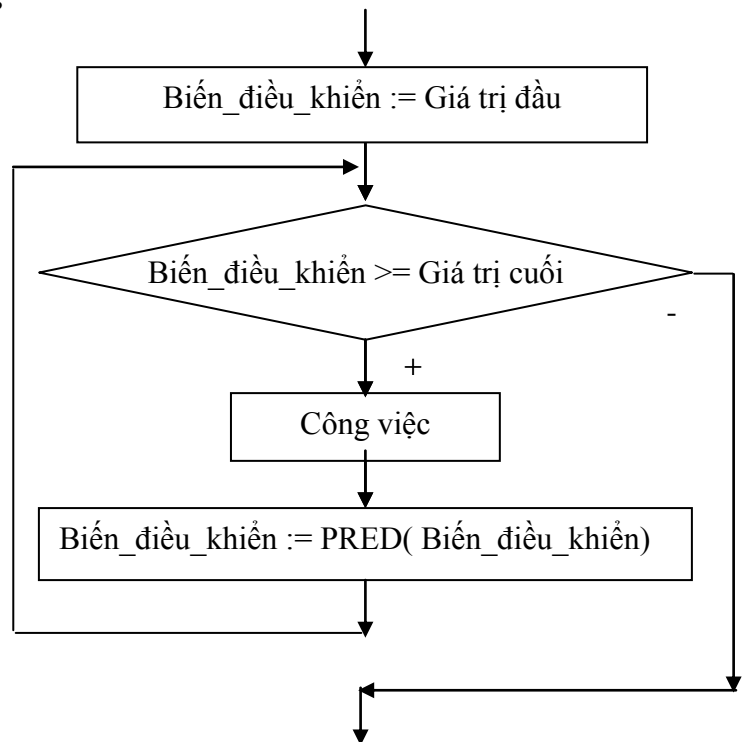 Biến_điều_khiển := Giá trị đầu
Biến_điều_khiển >= Giá trị cuối
-
+
Công việc
Biến_điều_khiển := PRED( Biến_điều_khiển)